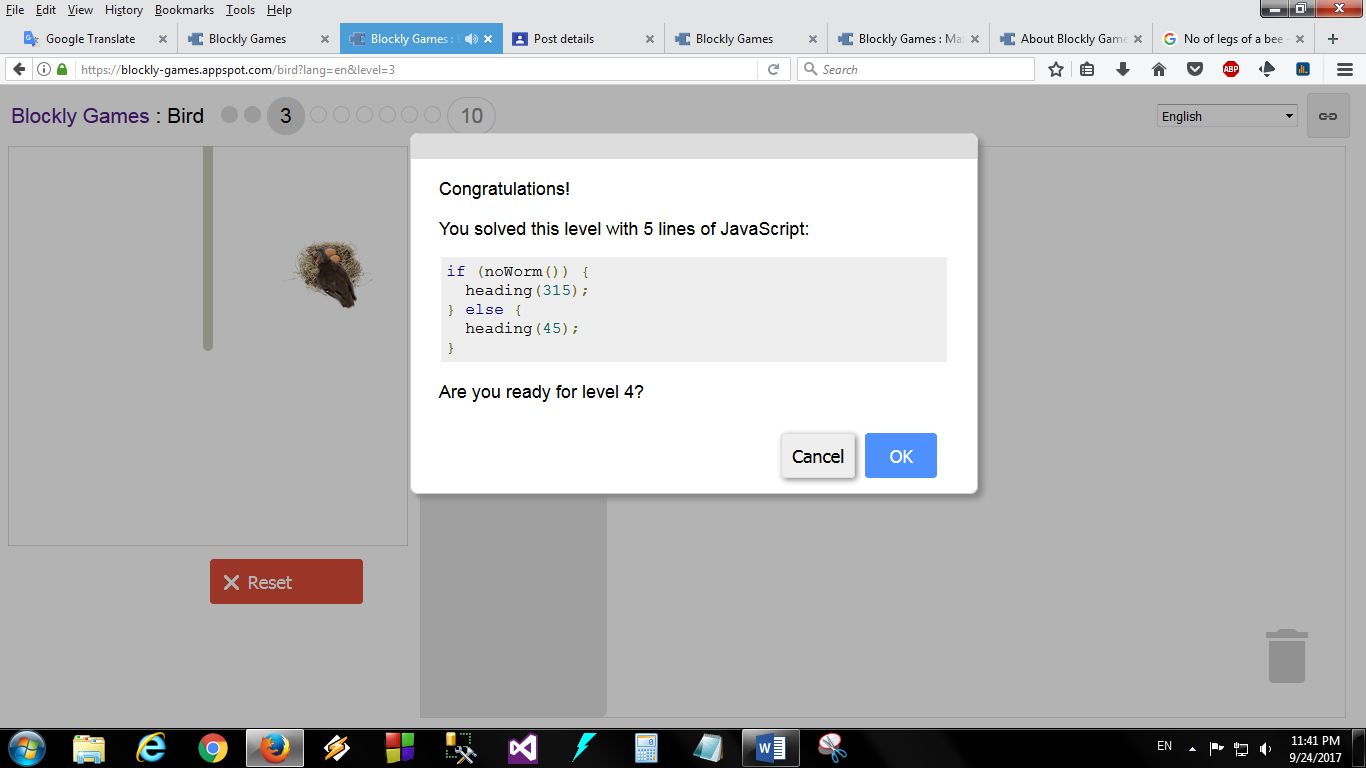 File Edit View History Bookmarks Tools Help
Google Translate
Blockly Games
Blockly Games :
Post details
Blockly Games
Blockly Games : Ma
About Blockly Game
No of legs of a bee -
https://blockly-games.appspot.com/bird?lang=en&level=3
Search
ABP
Blockly Games : Bird 3 10
English
Congratulations!
You solved this level with 5 lines of JavaScript:
if (noWorm()) {
  heading(315);
} else {
  heading(45);
}
Are you ready for level 4?
Cancel OK
Reset
EN
11:41 PM
9/24/2017